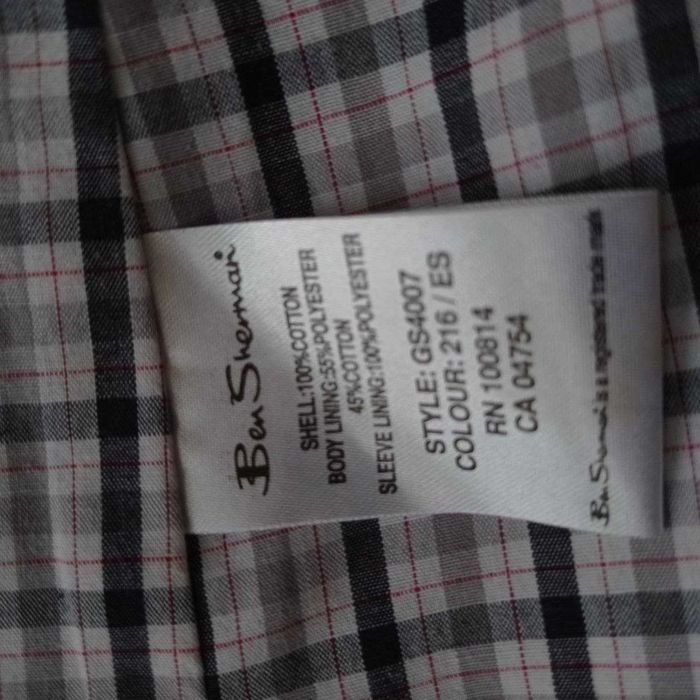 Ben Sherman
SHELL:100%COTTON
BODY LINING:55%POLYESTER
45%COTTON
SLEEVE LINING:100%POLYESTER
STYLE: GS4007
COLOUR: 216 / ES
RN 100814
CA 04754
Ben Sherman is a registered trade mark